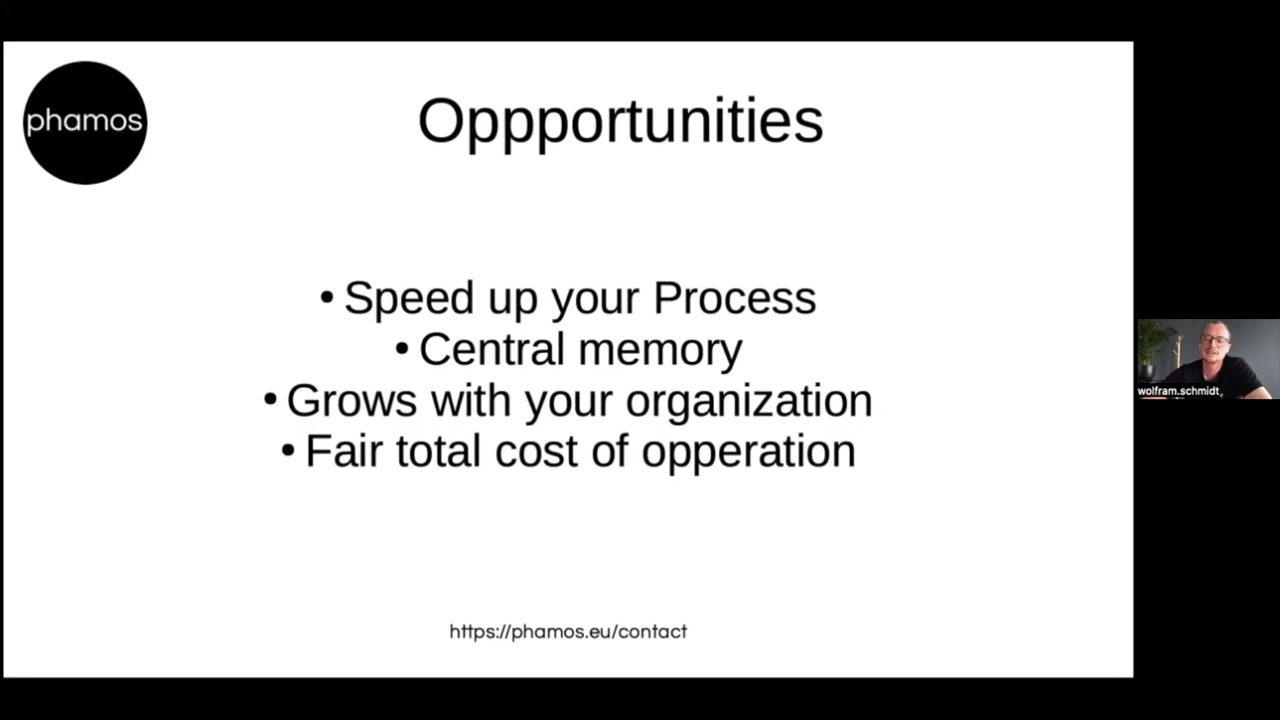 phamos
Oppportunities
• Speed up your Process
• Central memory
• Grows with your organization
• Fair total cost of opperation
wolfram.schmidt_
https://phamos.eu/contact